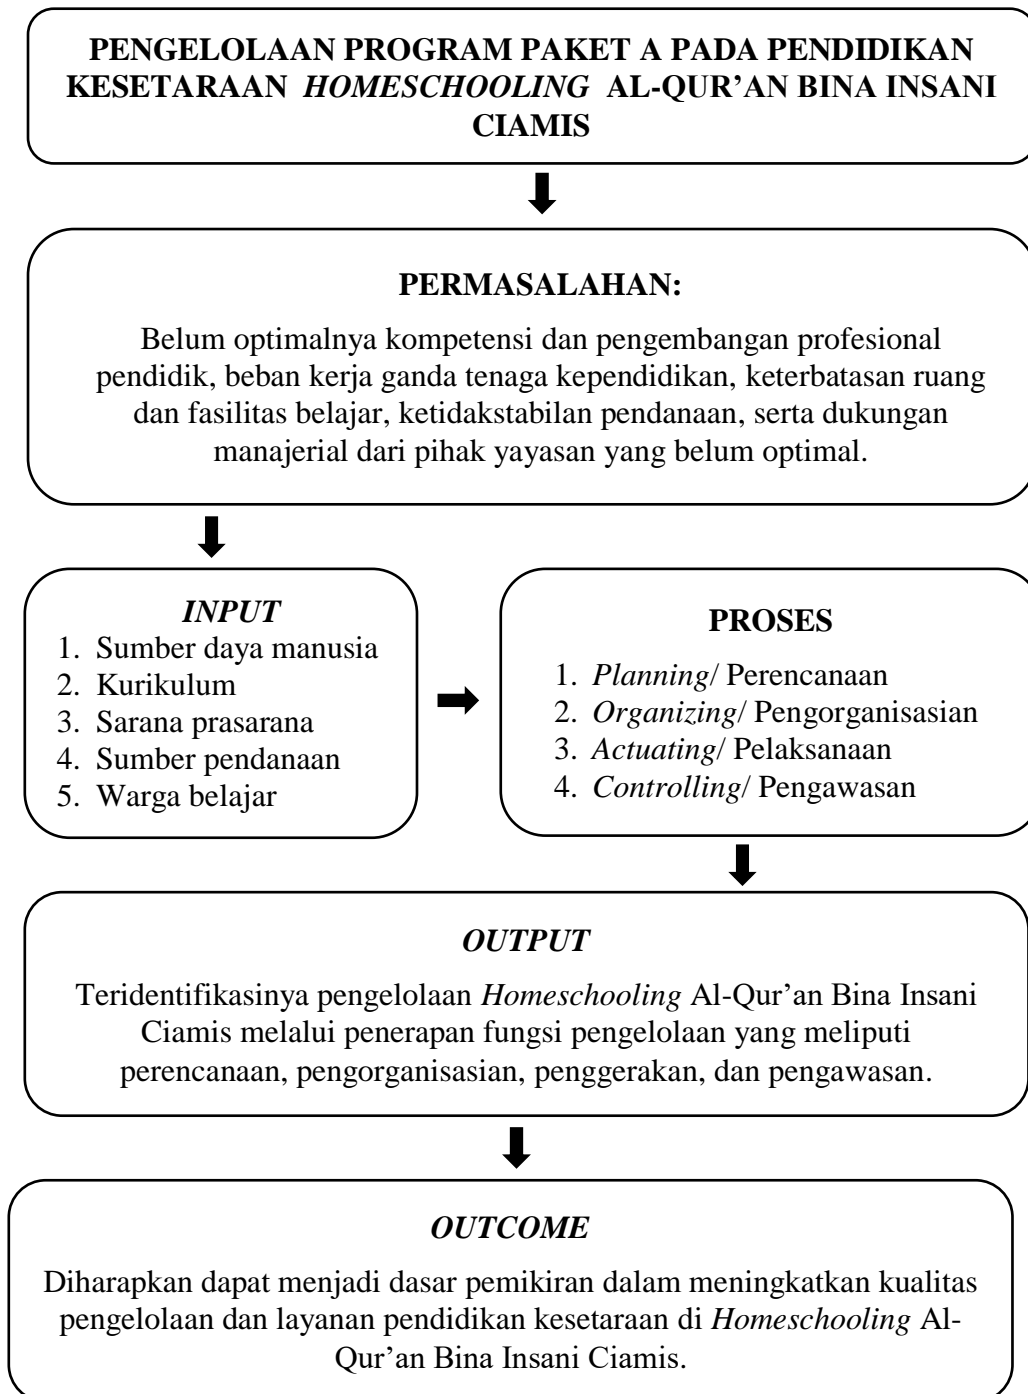 PENGELOLAAN PROGRAM PAKET A PADA PENDIDIKAN
KESETARAAN HOMESCHOOLING AL-QUR’AN BINA INSANI
CIAMIS
PERMASALAHAN:
Belum optimalnya kompetensi dan pengembangan profesional
pendidik, beban kerja ganda tenaga kependidikan, keterbatasan ruang
dan fasilitas belajar, ketidakstabilan pendanaan, serta dukungan
manajerial dari pihak yayasan yang belum optimal.
INPUT
1. Sumber daya manusia
2. Kurikulum
3. Sarana prasarana
4. Sumber pendanaan
5. Warga belajar
PROSES
1. Planning/ Perencanaan
2. Organizing/ Pengorganisasian
3. Actuating/ Pelaksanaan
4. Controlling/ Pengawasan
OUTPUT
Teridentifikasinya pengelolaan Homeschooling Al-Qur’an Bina Insani
Ciamis melalui penerapan fungsi pengelolaan yang meliputi
perencanaan, pengorganisasian, penggerakan, dan pengawasan.
OUTCOME
Diharapkan dapat menjadi dasar pemikiran dalam meningkatkan kualitas
pengelolaan dan layanan pendidikan kesetaraan di Homeschooling Al-
Qur’an Bina Insani Ciamis.